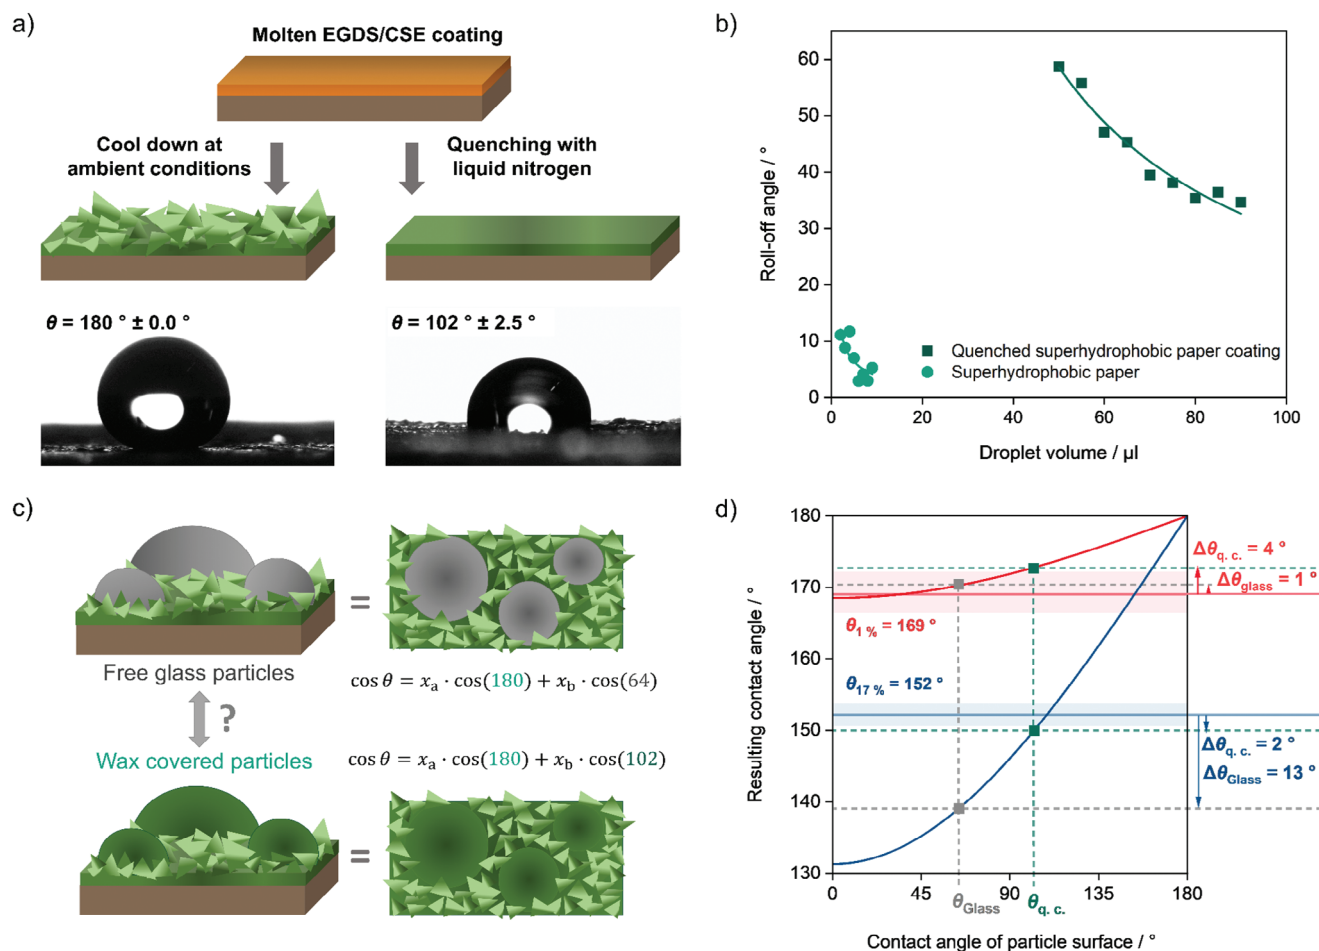 a)
Molten EGDS/CSE coating
Cool down at
ambient conditions
Quenching with
liquid nitrogen
θ = 180 ° ± 0.0 °
θ = 102 ° ± 2.5 °
b)
60
50
40
30
20
10
0
Roll-off angle / °
Quenched superhydrophobic paper coating
Superhydrophobic paper
0 20 40 60 80 100
Droplet volume / µl
c)
Free glass particles
?
Wax covered particles
=
cos θ = xa · cos(180) + xb · cos(64)
cos θ = xa · cos(180) + xb · cos(102)
=
d)
180
170
160
150
140
130
Resulting contact angle / °
θ1 % = 169 °
θ17 % = 152 °
Δθq. c. = 4 °
Δθglass = 1 °
Δθq. c. = 2 °
ΔθGlass = 13 °
0 45 90 135 180
θGlass
θq. c.
Contact angle of particle surface / °